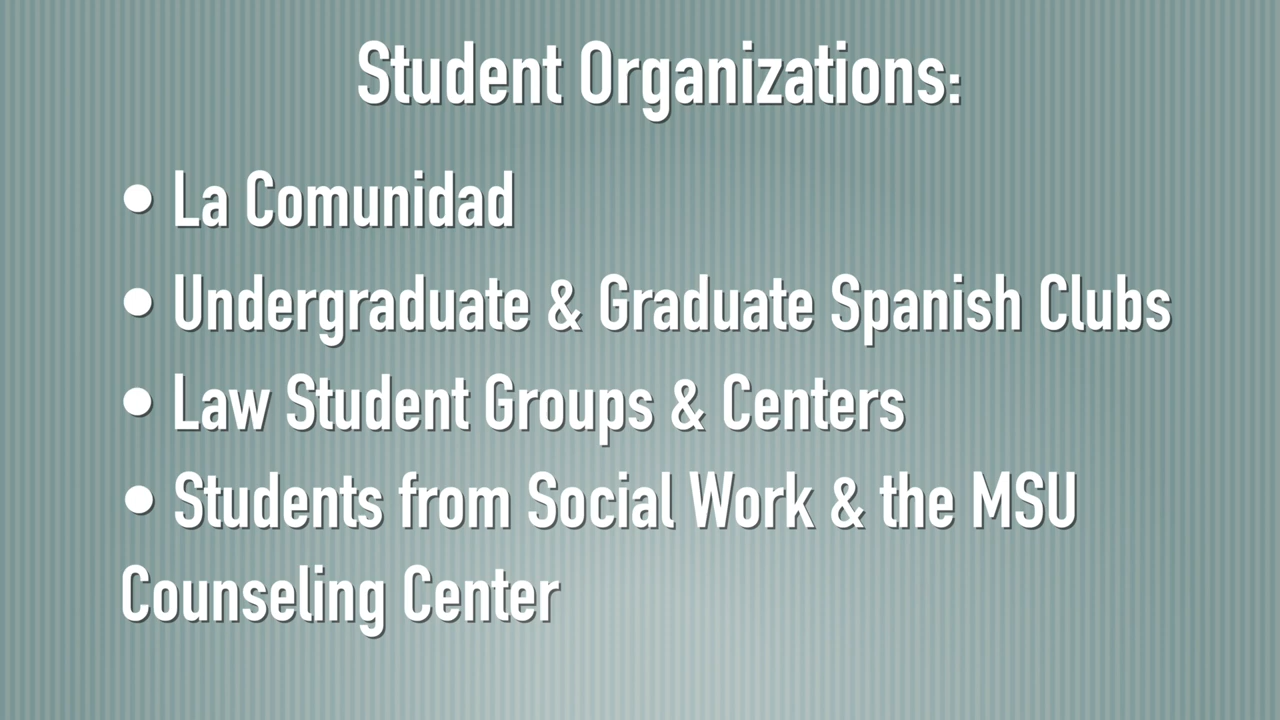 Student Organizations:
• La Comunidad
• Undergraduate & Graduate Spanish Clubs
• Law Student Groups & Centers
• Students from Social Work & the MSU
Counseling Center